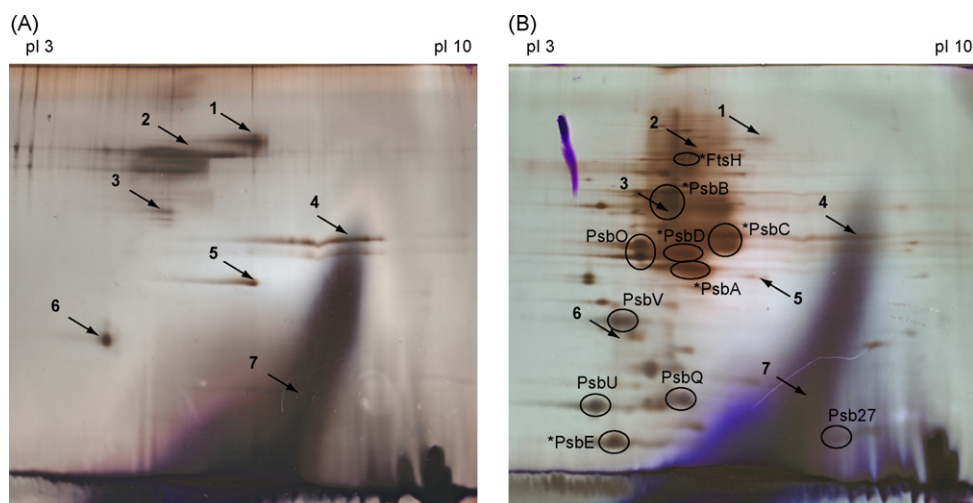 (A)
pI 3 pI 10
1
2
3
4
5
6
7
(B)
pI 3 pI 10
1
2
*FtsH
3
*PsbB
4
PsbO
*PsbD
*PsbC
*PsbA
5
PsbV
6
7
PsbU
PsbQ
Psb27
*PsbE